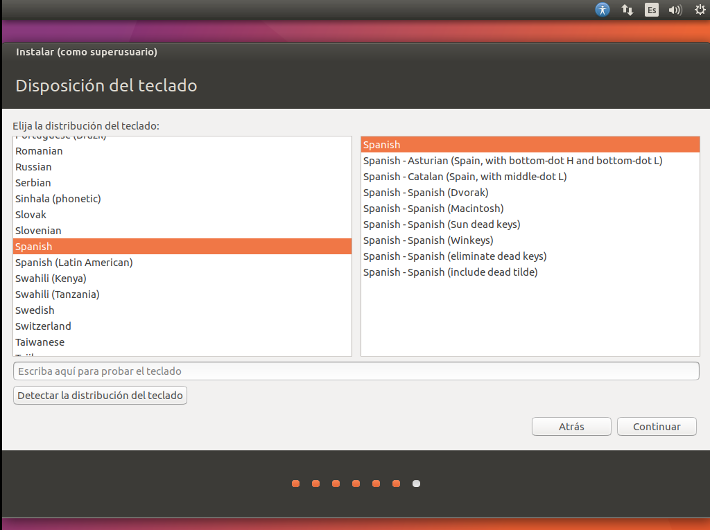 Es
Instalar (como superusuario)
Disposición del teclado
Elija la distribución del teclado:
Romanian
Russian
Serbian
Sinhala (phonetic)
Slovak
Slovenian
Spanish
Spanish (Latin American)
Swahili (Kenya)
Swahili (Tanzania)
Swedish
Switzerland
Taiwanese
Spanish
Spanish - Asturian (Spain, with bottom-dot H and bottom-dot L)
Spanish - Catalan (Spain, with middle-dot L)
Spanish - Spanish (Dvorak)
Spanish - Spanish (Macintosh)
Spanish - Spanish (Sun dead keys)
Spanish - Spanish (Winkeys)
Spanish - Spanish (eliminate dead keys)
Spanish - Spanish (include dead tilde)
Escriba aquí para probar el teclado
Detectar la distribución del teclado
Atrás
Continuar